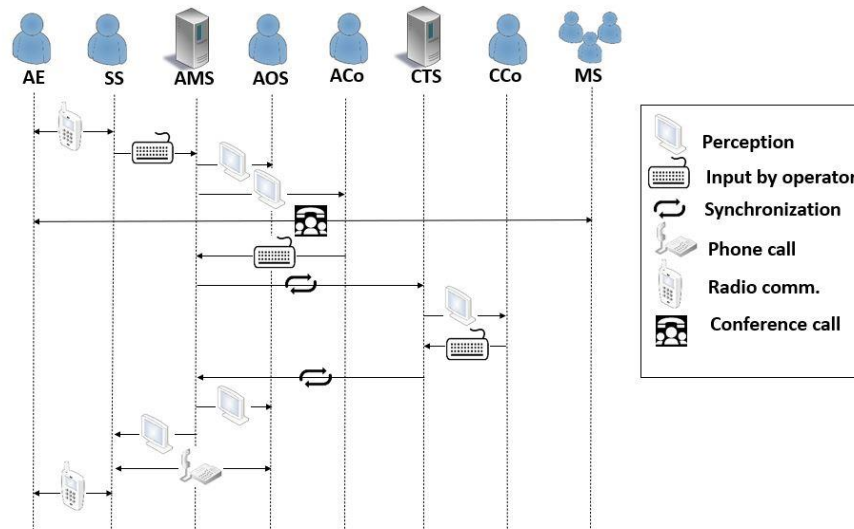 AE SS AMS AOS ACo CTS CCo MS
Perception
Input by operator
Synchronization
Phone call
Radio comm.
Conference call